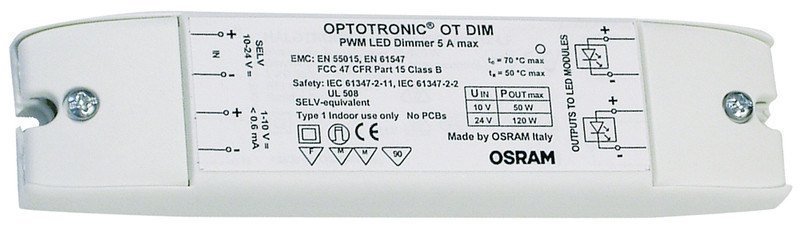 SELV
10-24 V =
IN
+
-
1-10 V =
< 0,6 mA
+
-
OPTOTRONIC® OT DIM
PWM LED Dimmer 5 A max
EMC: EN 55015, EN 61547
FCC 47 CFR Part 15 Class B
Safety: IEC 61347-2-11, IEC 61347-2-2
UL 508
SELV-equivalent
Type 1 Indoor use only No PCBs
CE
F
M
M
90
tc = 70 °C max
ta = 50 °C max
UIN POUT max
10 V 50 W
24 V 120 W
Made by OSRAM Italy
OSRAM
OUTPUTS TO LED MODULES
+
-
+
-